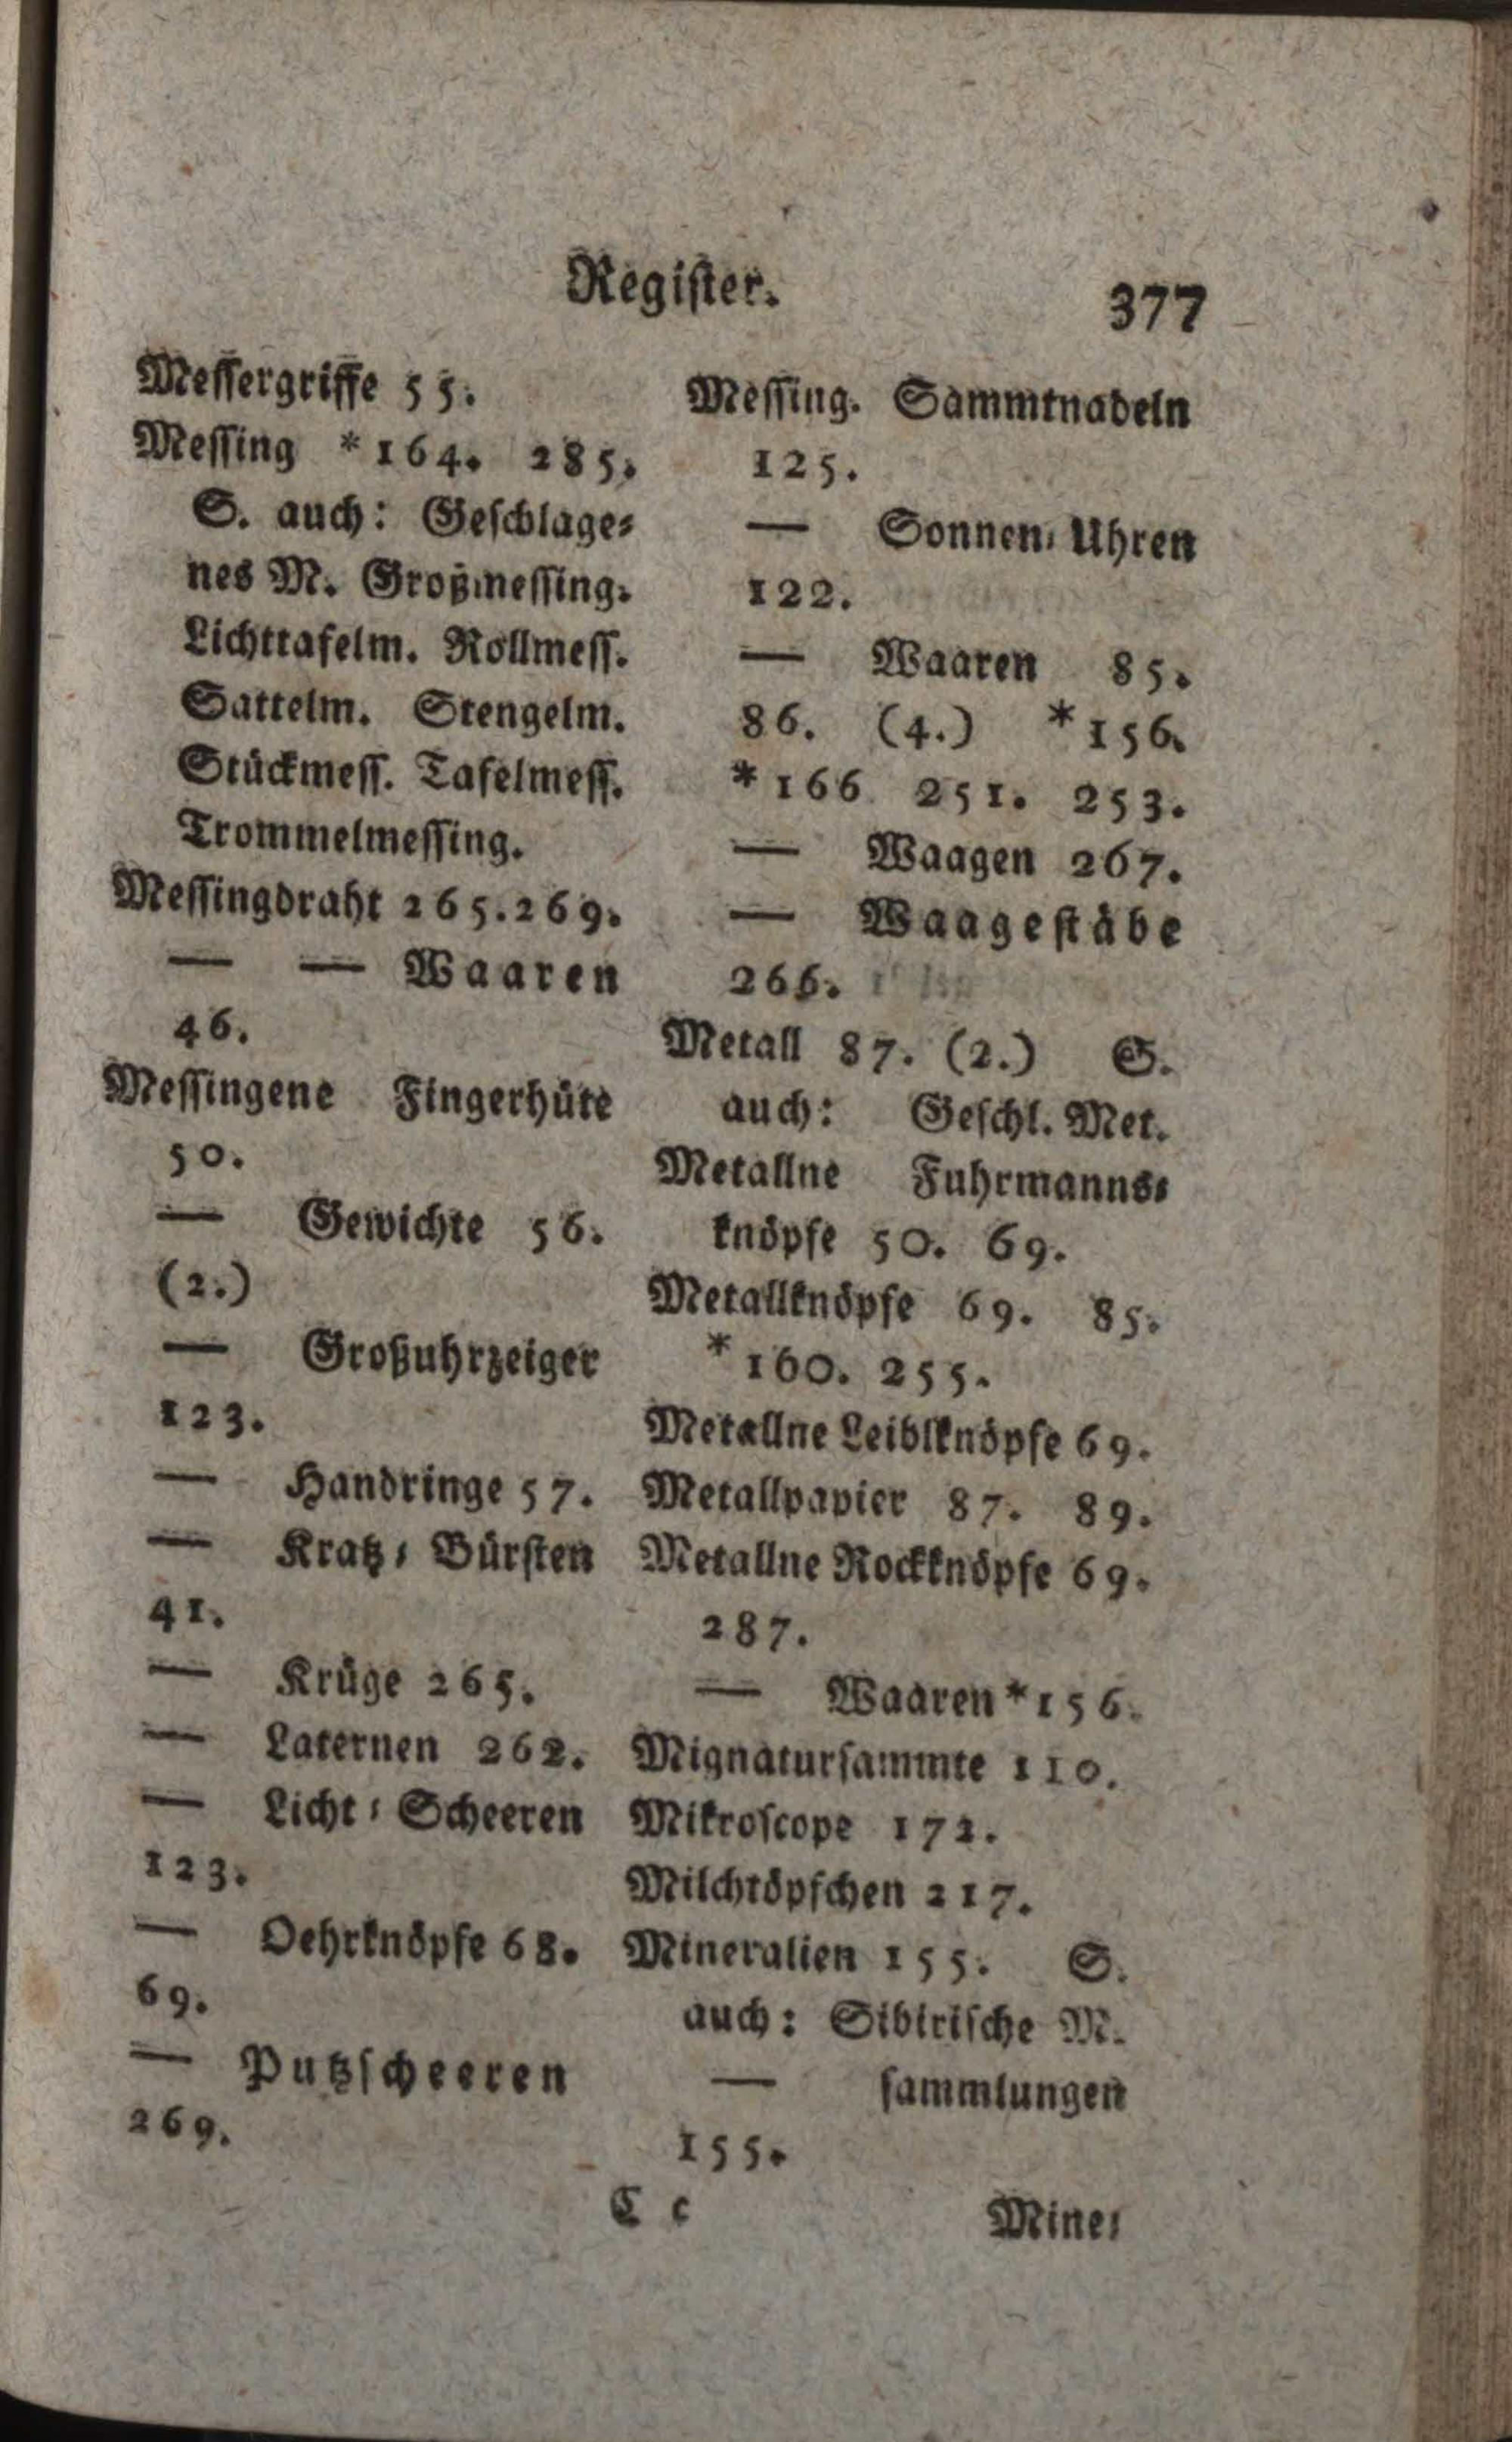 Register. 377
Messergriffe 55.
Messing *164. 285.
S. auch: Geschlage⸗
nes M. Großmessing.
Lichttafelm. Rollmess.
Sattelm. Stengelm.
Stückmess. Tafelmess.
Trommelmessing.
Messingdraht 265.269.
— — Waaren
46.
Messingene Fingerhüte
50.
— Gewichte 56.
(2.)
— Großuhrzeiger
123.
— Handringe 57.
— Kratz⸗Bürsten
41.
— Krüge 265.
— Laternen 262.
— Licht⸗Scheeren
123.
— Oehrknöpfe 68.
69.
— Putzscheeren
269.
Messing. Sammtnadeln
125.
— Sonnen⸗Uhren
122.
— Waaren 85.
86. (4.) *156.
*166 251. 253.
— Waagen 267.
— Waagestäbe
266.
Metall 87. (2.) S.
auch: Geschl. Met.
Metallne Fuhrmanns⸗
knöpfe 50. 69.
Metallknöpfe 69. 85.
*160. 255.
Metallne Leiblknöpfe 69.
Metallpapier 87. 89.
Metallne Rockknöpfe 69.
287.
— Waaren *156.
Mignatursammte 110.
Mikroscope 172.
Milchtöpfchen 217.
Mineralien 155. S.
auch: Sibirische M.
— sammlungen
155.
C c Mine⸗